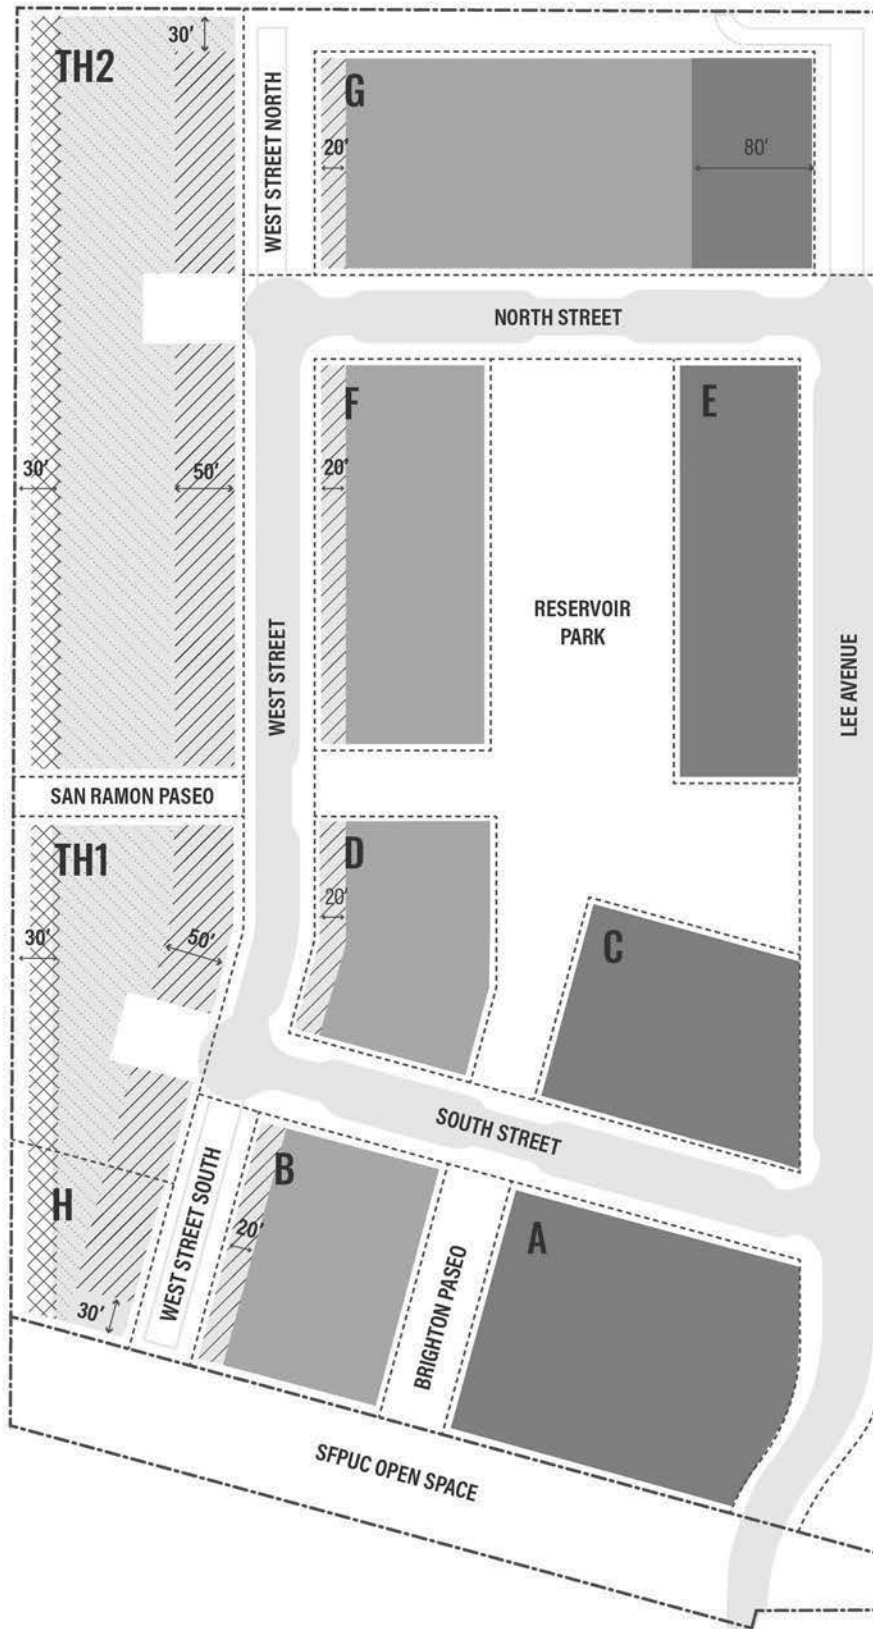 30′
TH2
WEST STREET NORTH
G
20′
80′
NORTH STREET
F
E
30′
50′
20′
RESERVOIR
PARK
WEST STREET
LEE AVENUE
SAN RAMON PASEO
TH1
D
20′
30′
50′
C
SOUTH STREET
H
WEST STREET SOUTH
B
20′
BRIGHTON PASEO
A
30′
SFPUC OPEN SPACE